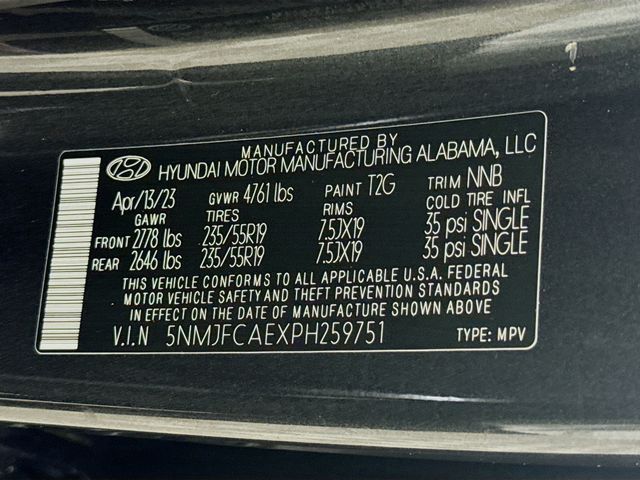 MANUFACTURED BY
HYUNDAI MOTOR MANUFACTURING ALABAMA, LLC
Apr/13/23 GVWR 4761 lbs PAINT T2G TRIM NNB
GAWR TIRES RIMS COLD TIRE INFL
FRONT 2778 lbs 235/55R19 7.5JX19 35 psi SINGLE
REAR 2646 lbs 235/55R19 7.5JX19 35 psi SINGLE
THIS VEHICLE CONFORMS TO ALL APPLICABLE U.S.A. FEDERAL
MOTOR VEHICLE SAFETY AND THEFT PREVENTION STANDARDS
IN EFFECT ON THE DATE OF MANUFACTURE SHOWN ABOVE
V.I.N 5NMJFCAEXPH259751 TYPE: MPV